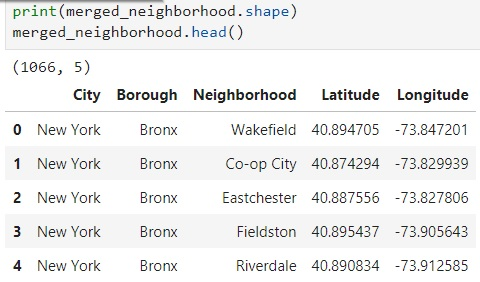 print(merged_neighborhood.shape)
merged_neighborhood.head()
(1066, 5)
City Borough Neighborhood Latitude Longitude
0 New York Bronx Wakefield 40.894705 -73.847201
1 New York Bronx Co-op City 40.874294 -73.829939
2 New York Bronx Eastchester 40.887556 -73.827806
3 New York Bronx Fieldston 40.895437 -73.905643
4 New York Bronx Riverdale 40.890834 -73.912585